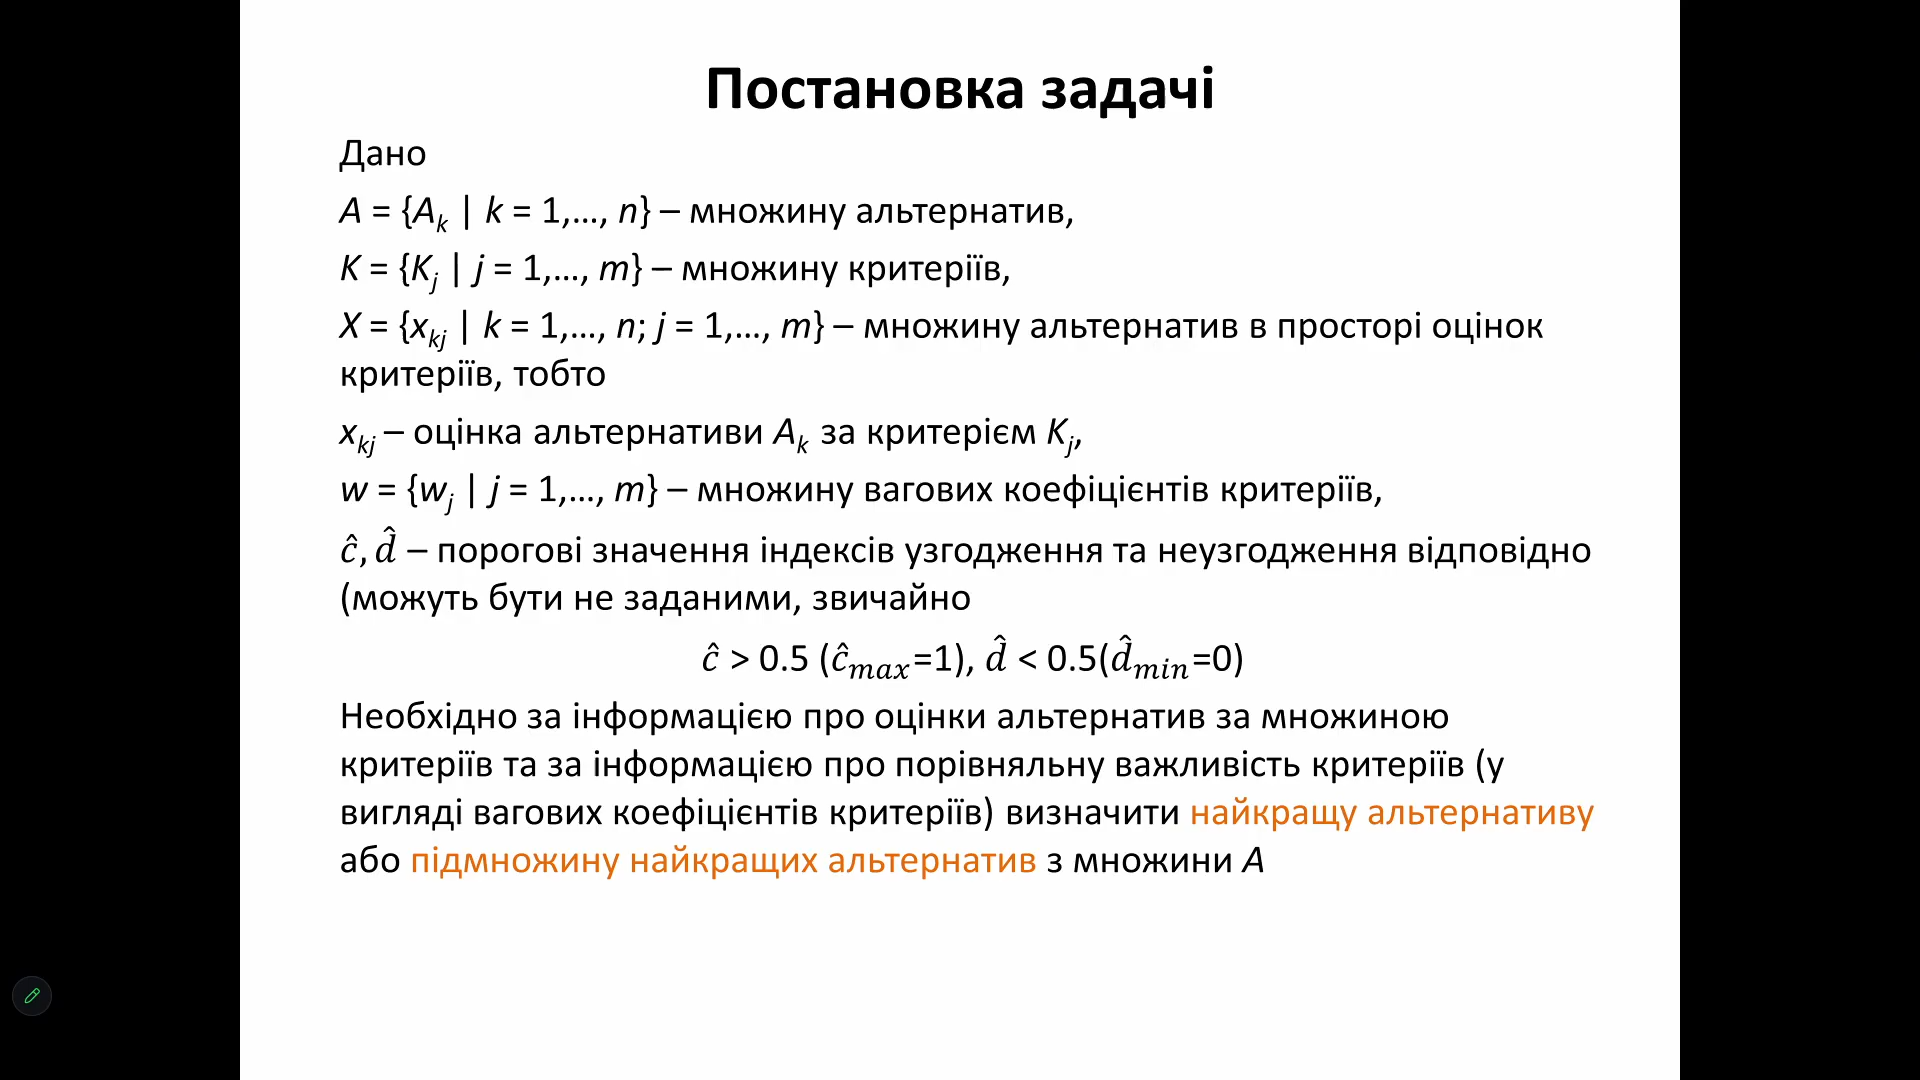 Постановка задачі
Дано
A = {Aₖ | k = 1,…, n} – множину альтернатив,
K = {Kⱼ | j = 1,…, m} – множину критеріїв,
X = {xₖⱼ | k = 1,…, n; j = 1,…, m} – множину альтернатив в просторі оцінок
критеріїв, тобто
xₖⱼ – оцінка альтернативи Aₖ за критерієм Kⱼ,
w = {wⱼ | j = 1,…, m} – множину вагових коефіцієнтів критеріїв,
ĉ, d̂ – порогові значення індексів узгодження та неузгодження відповідно
(можуть бути не заданими, звичайно
ĉ > 0.5 (ĉ_max=1), d̂ < 0.5(d̂_min=0)
Необхідно за інформацією про оцінки альтернатив за множиною
критеріїв та за інформацією про порівняльну важливість критеріїв (у
вигляді вагових коефіцієнтів критеріїв) визначити найкращу альтернативу
або підмножину найкращих альтернатив з множини A